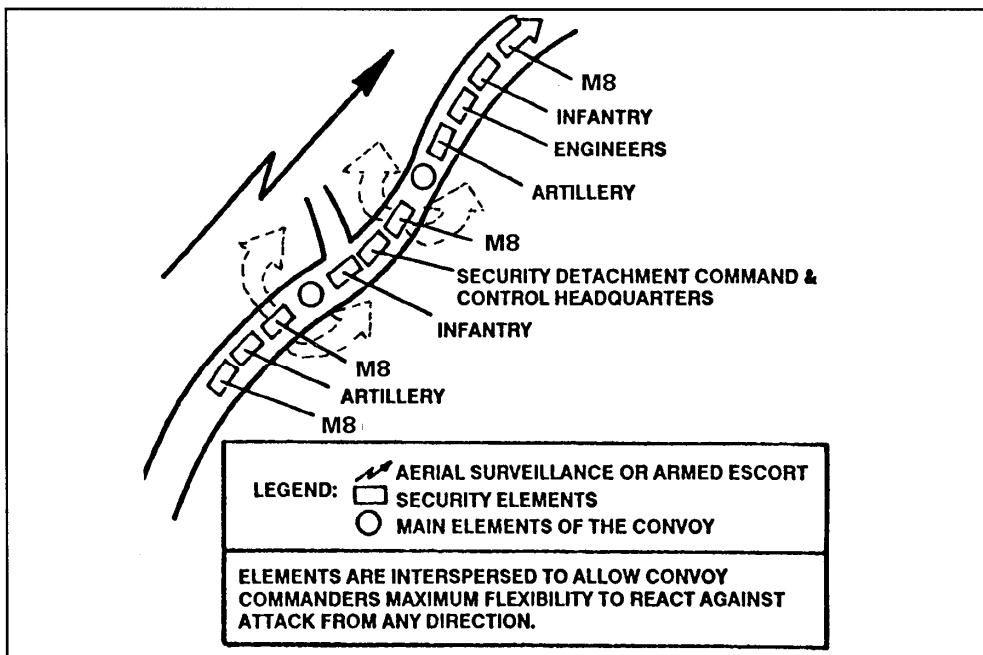 M8
INFANTRY
ENGINEERS
ARTILLERY
M8
SECURITY DETACHMENT COMMAND &
CONTROL HEADQUARTERS
INFANTRY
M8
ARTILLERY
M8
LEGEND:
AERIAL SURVEILLANCE OR ARMED ESCORT
SECURITY ELEMENTS
MAIN ELEMENTS OF THE CONVOY
ELEMENTS ARE INTERSPERSED TO ALLOW CONVOY
COMMANDERS MAXIMUM FLEXIBILITY TO REACT AGAINST
ATTACK FROM ANY DIRECTION.